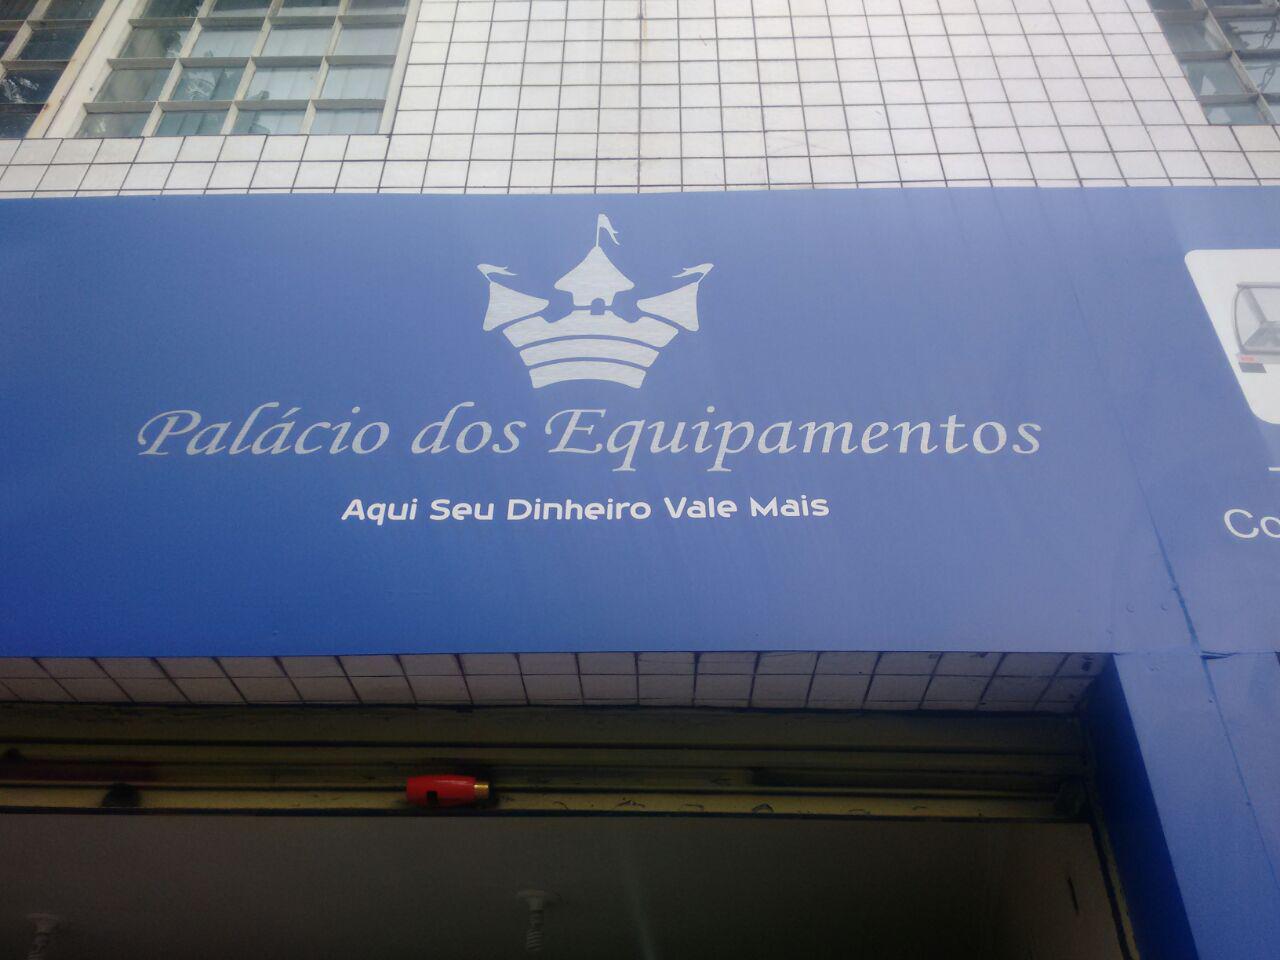 Palácio dos Equipamentos
Aqui Seu Dinheiro Vale Mais